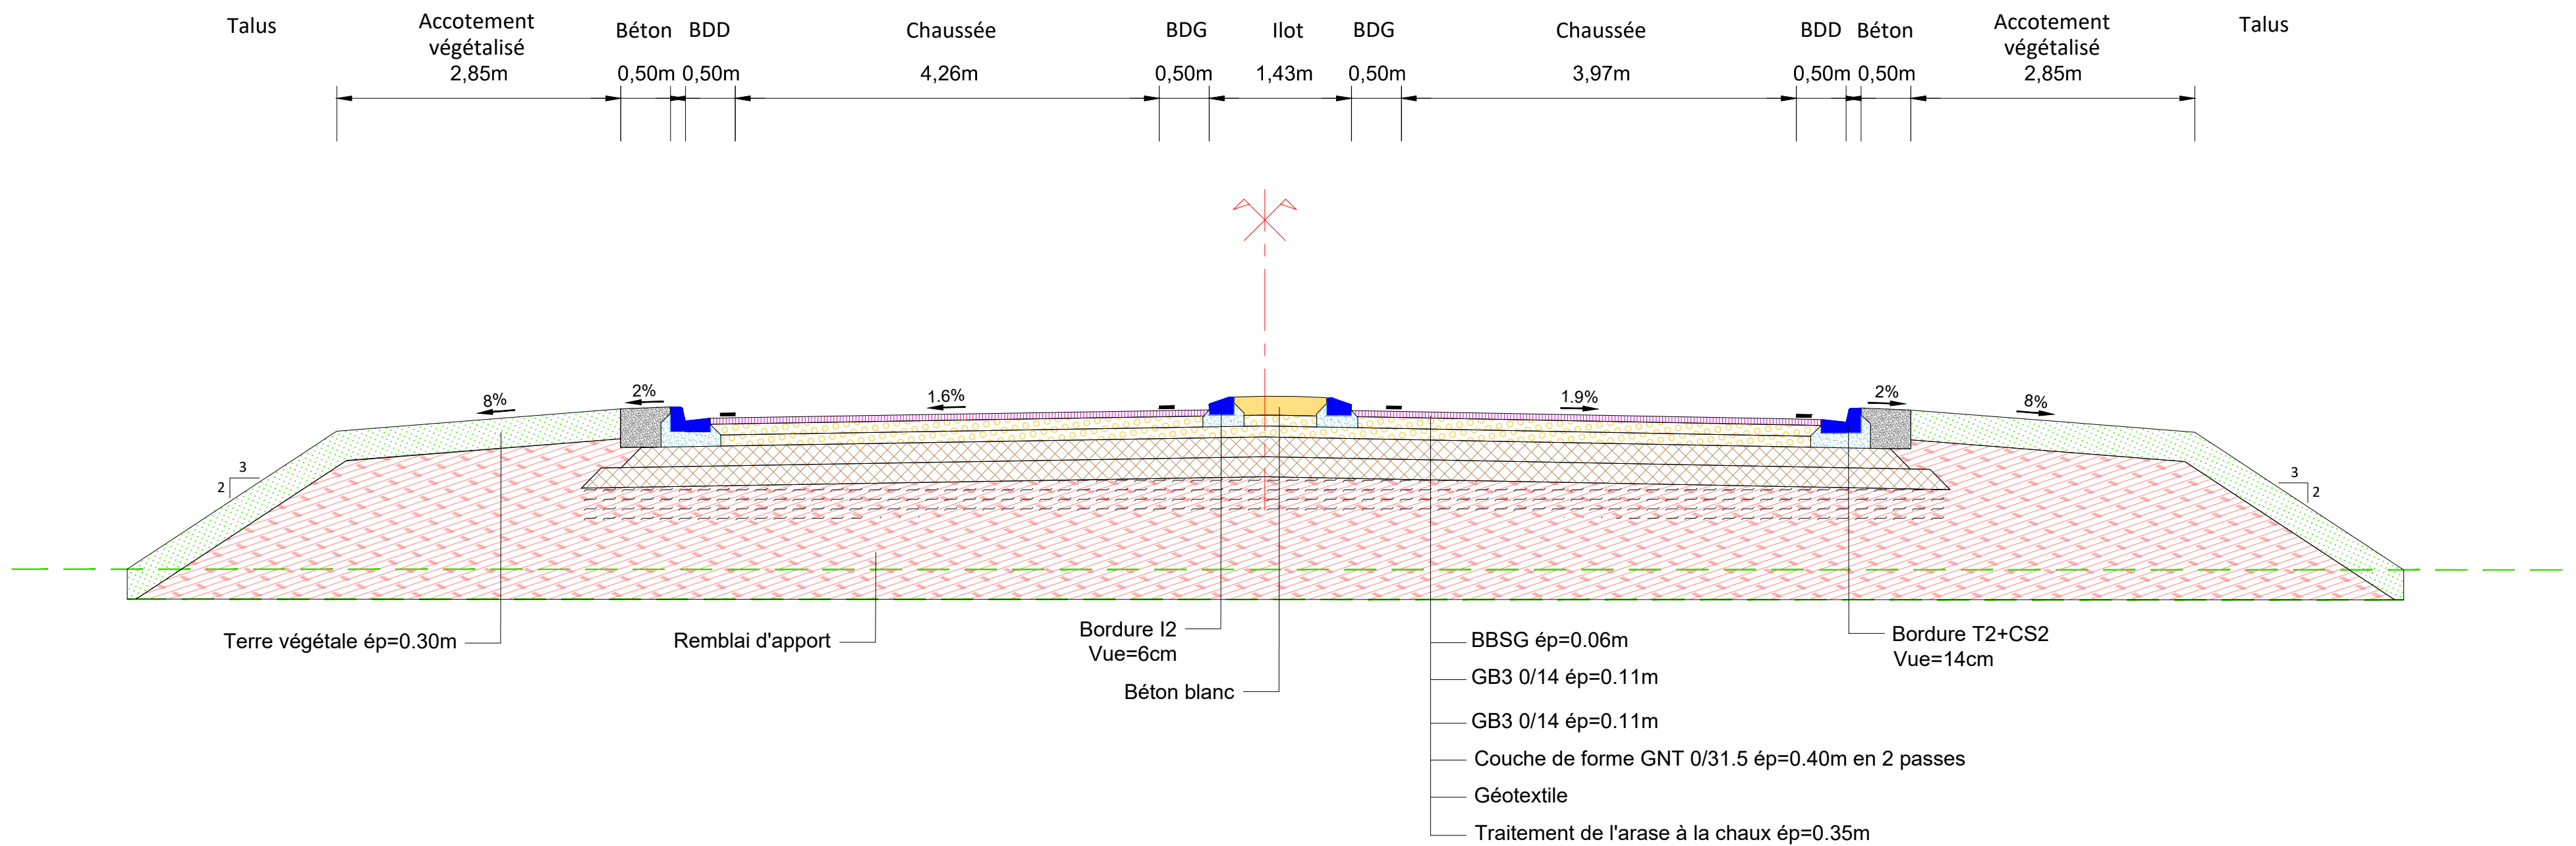 Talus
Accotement
végétalisé
2,85m
Béton
0,50m
BDD
0,50m
Chaussée
4,26m
BDG
0,50m
Ilot
1,43m
BDG
0,50m
Chaussée
3,97m
BDD
0,50m
Béton
0,50m
Accotement
végétalisé
2,85m
Talus
8%
2%
1.6%
1.9%
2%
8%
3
2
3
2
Terre végétale ép=0.30m
Remblai d'apport
Bordure I2
Vue=6cm
Béton blanc
BBSG ép=0.06m
GB3 0/14 ép=0.11m
GB3 0/14 ép=0.11m
Couche de forme GNT 0/31.5 ép=0.40m en 2 passes
Géotextile
Traitement de l'arase à la chaux ép=0.35m
Bordure T2+CS2
Vue=14cm